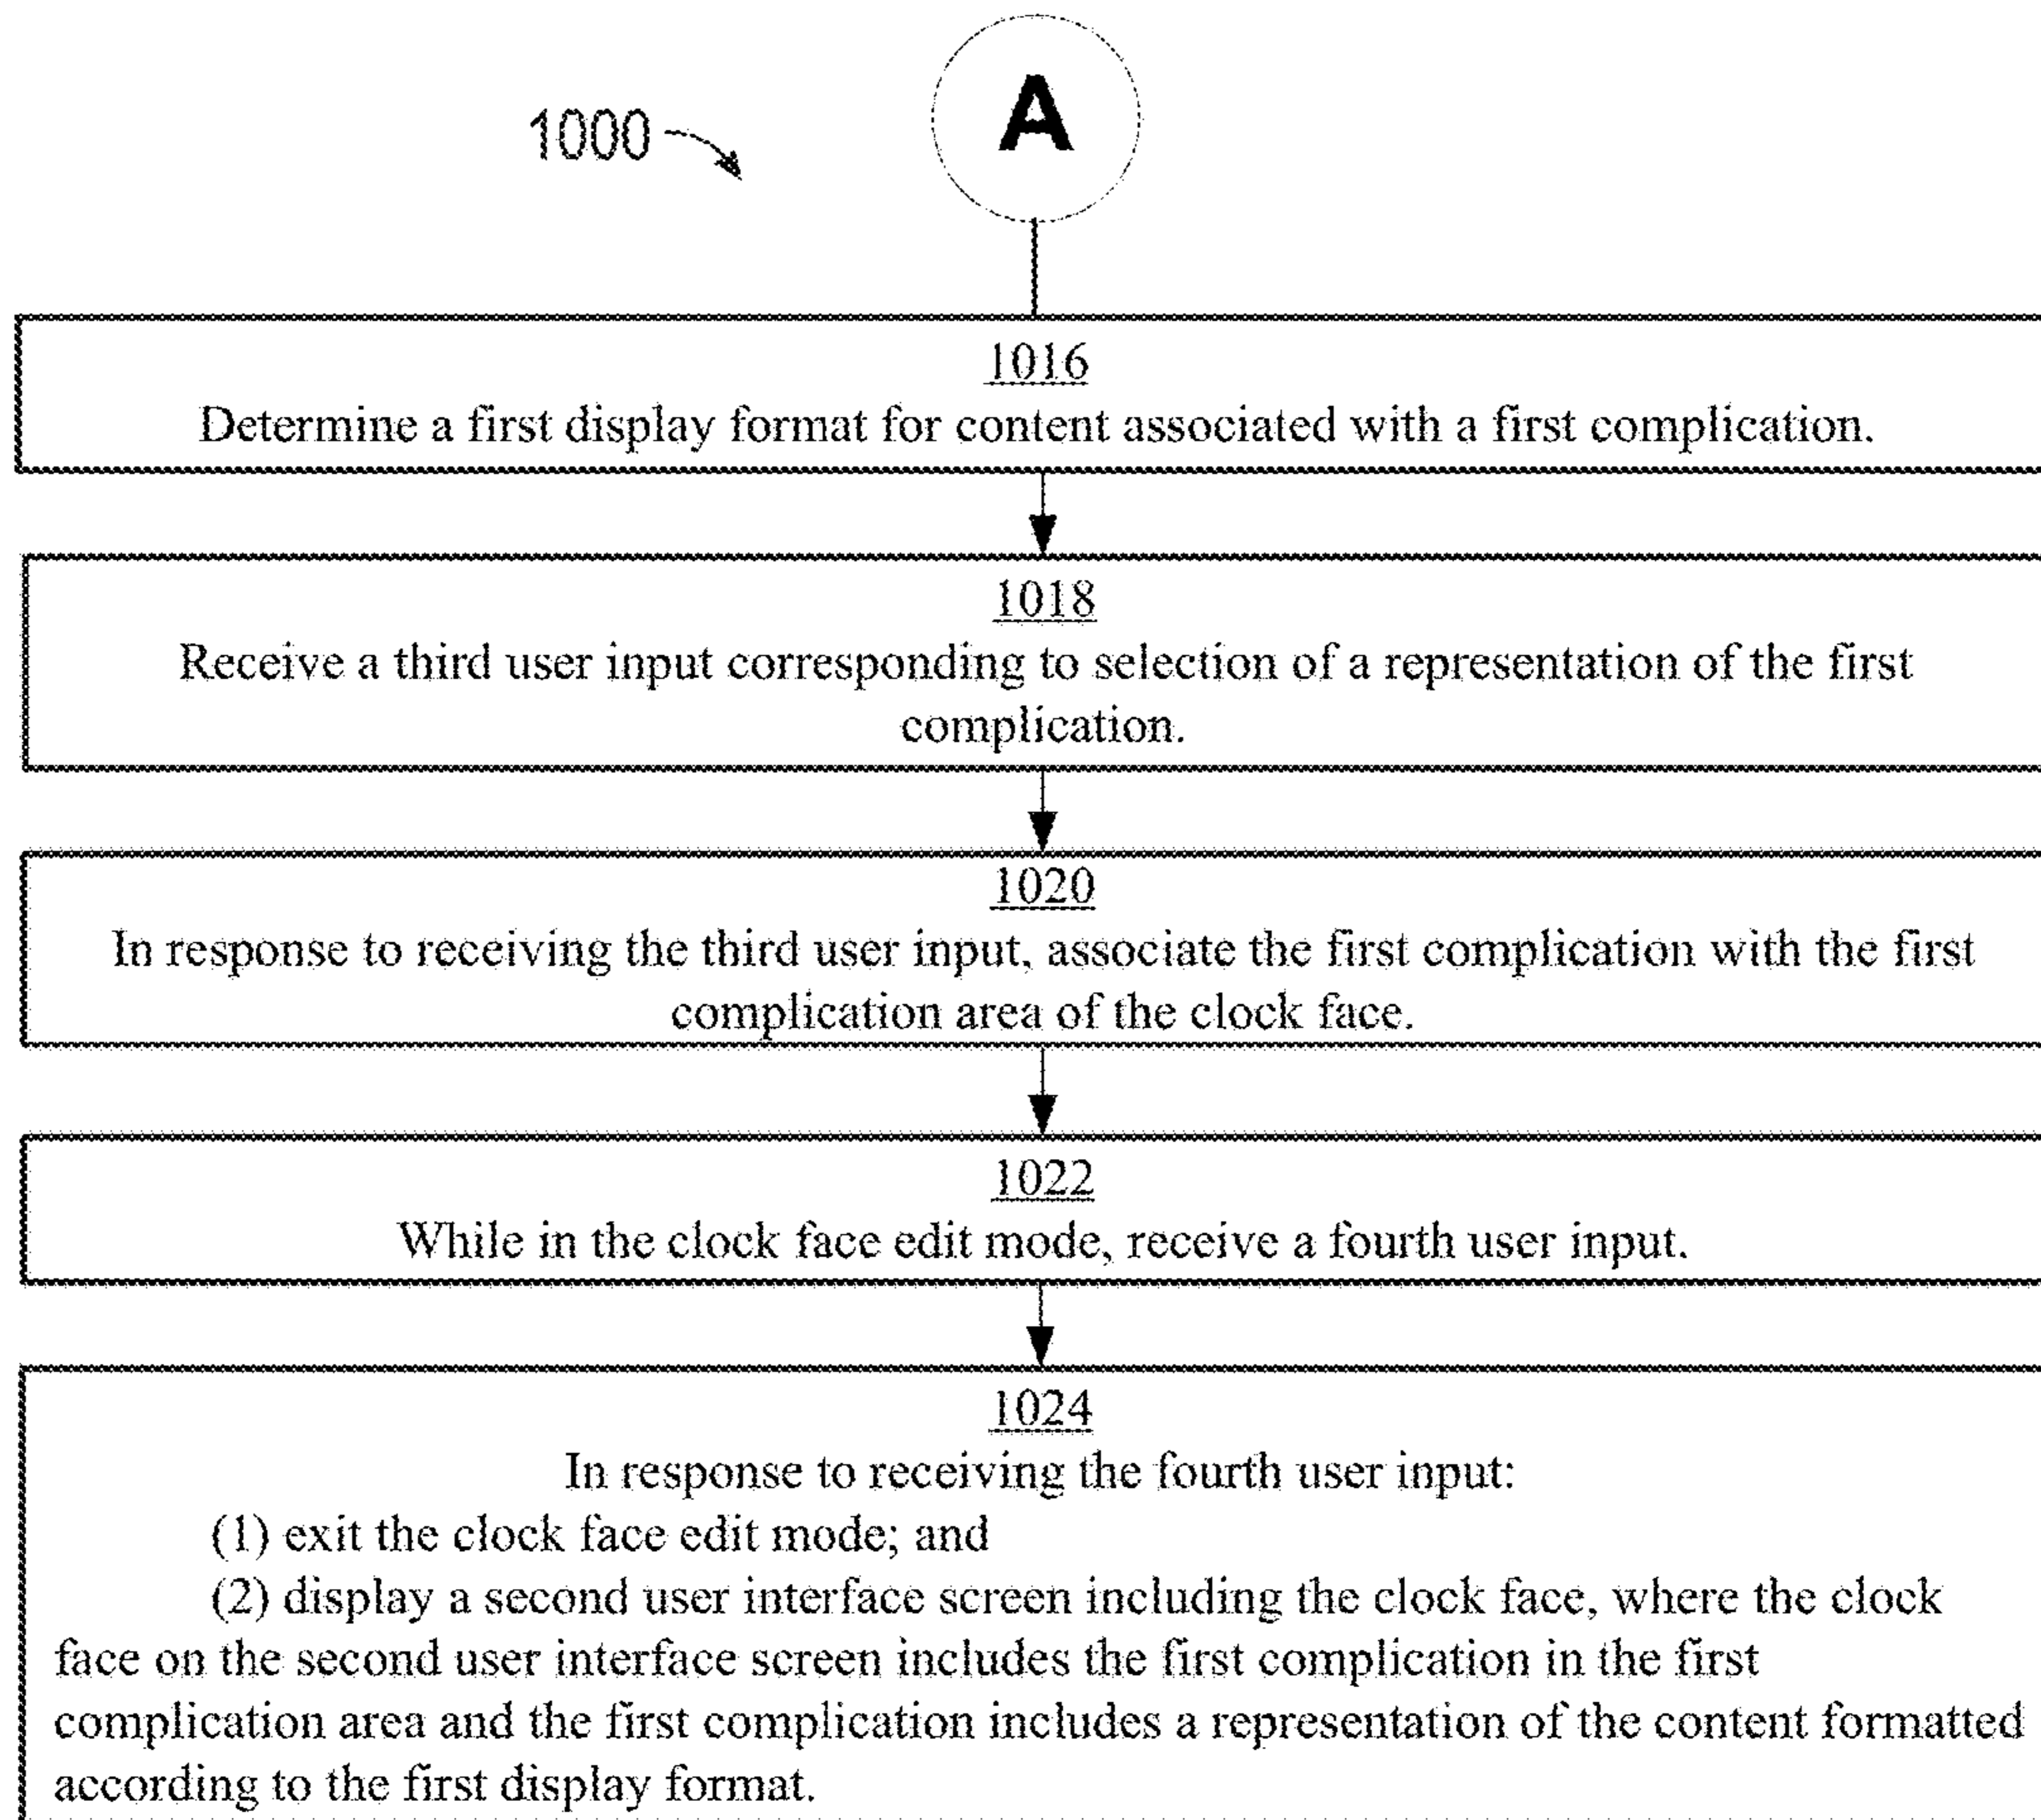 A
1000
1016
Determine a first display format for content associated with a first complication.
1018
Receive a third user input corresponding to selection of a representation of the first
complication.
1020
In response to receiving the third user input, associate the first complication with the first
complication area of the clock face.
1022
While in the clock face edit mode, receive a fourth user input.
1024
In response to receiving the fourth user input:
(1) exit the clock face edit mode; and
(2) display a second user interface screen including the clock face, where the clock
face on the second user interface screen includes the first complication in the first
complication area and the first complication includes a representation of the content formatted
according to the first display format.